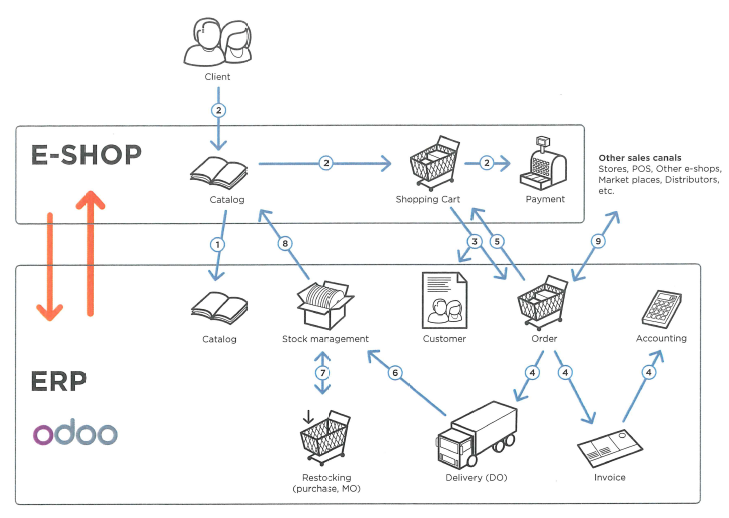 Client
2
E-SHOP
Catalog
2
Shopping Cart
2
Payment
Other sales canals
Stores, POS, Other e-shops,
Market places, Distributors,
etc.
1
8
3
5
9
Catalog
Stock management
Customer
Order
Accounting
ERP
odoo
7
6
4
4
4
Restocking
(purchase, MO)
Delivery (DO)
Invoice